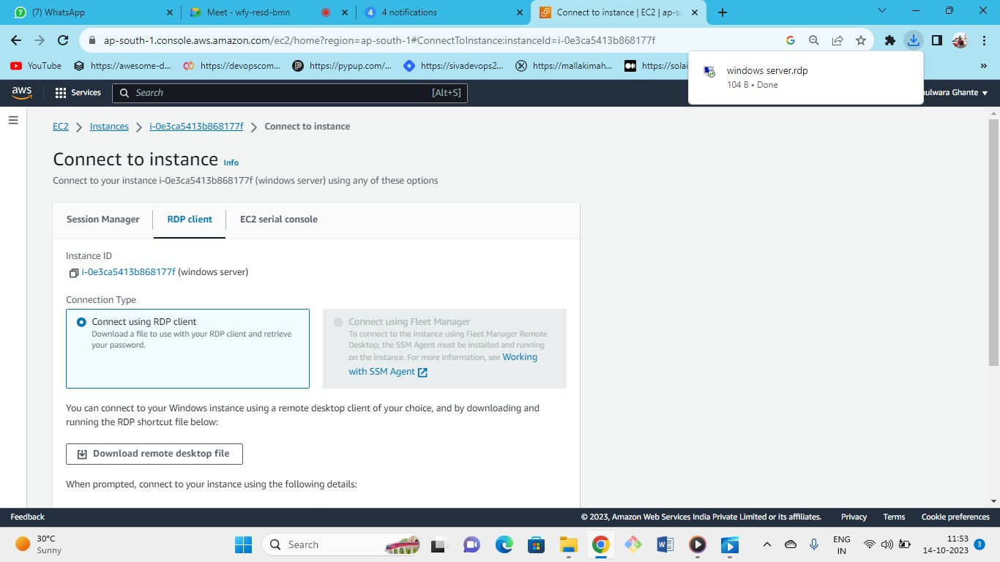 (7) WhatsApp
Meet - wfy-resd-bmn
4 4 notifications
Connect to instance | EC2 | ap-sc
ap-south-1.console.aws.amazon.com/ec2/home?region=ap-south-1#ConnectToInstance:instanceId=i-0e3ca5413b868177f
YouTube
https://awesome-d...
https://devopscom...
https://pypup.com/...
https://sivadevops2...
https://mallakimah...
https://solai
»
windows server.rdp
104 B • Done
aws
Services
Search
[Alt+S]
hulwara Ghante
EC2 > Instances > i-0e3ca5413b868177f > Connect to instance
Connect to instance Info
Connect to your instance i-0e3ca5413b868177f (windows server) using any of these options
Session Manager
RDP client
EC2 serial console
Instance ID
i-0e3ca5413b868177f (windows server)
Connection Type
Connect using RDP client
Download a file to use with your RDP client and retrieve
your password.
Connect using Fleet Manager
To connect to the instance using Fleet Manager Remote
Desktop, the SSM Agent must be installed and running
on the instance. For more information, see Working
with SSM Agent
You can connect to your Windows instance using a remote desktop client of your choice, and by downloading and
running the RDP shortcut file below:
Download remote desktop file
When prompted, connect to your instance using the following details:
Feedback
© 2023, Amazon Web Services India Private Limited or its affiliates.
Privacy
Terms
Cookie preferences
30°C
Sunny
Search
ENG
IN
11:53
14-10-2023
3